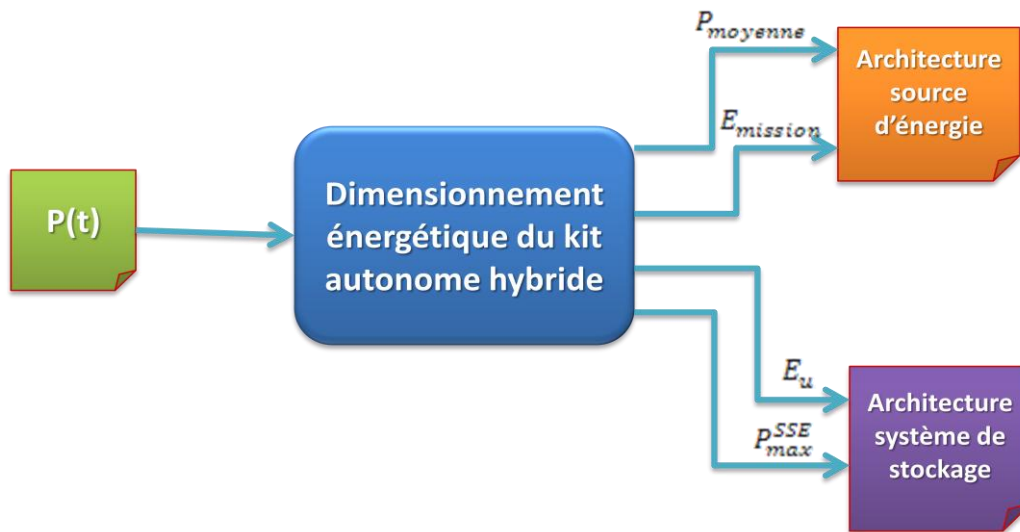 P(t)
Dimensionnement
énergétique du kit
autonome hybride
P_moyenne
E_mission
Architecture
source
d'énergie
E_u
P_max^SSE
Architecture
système de
stockage